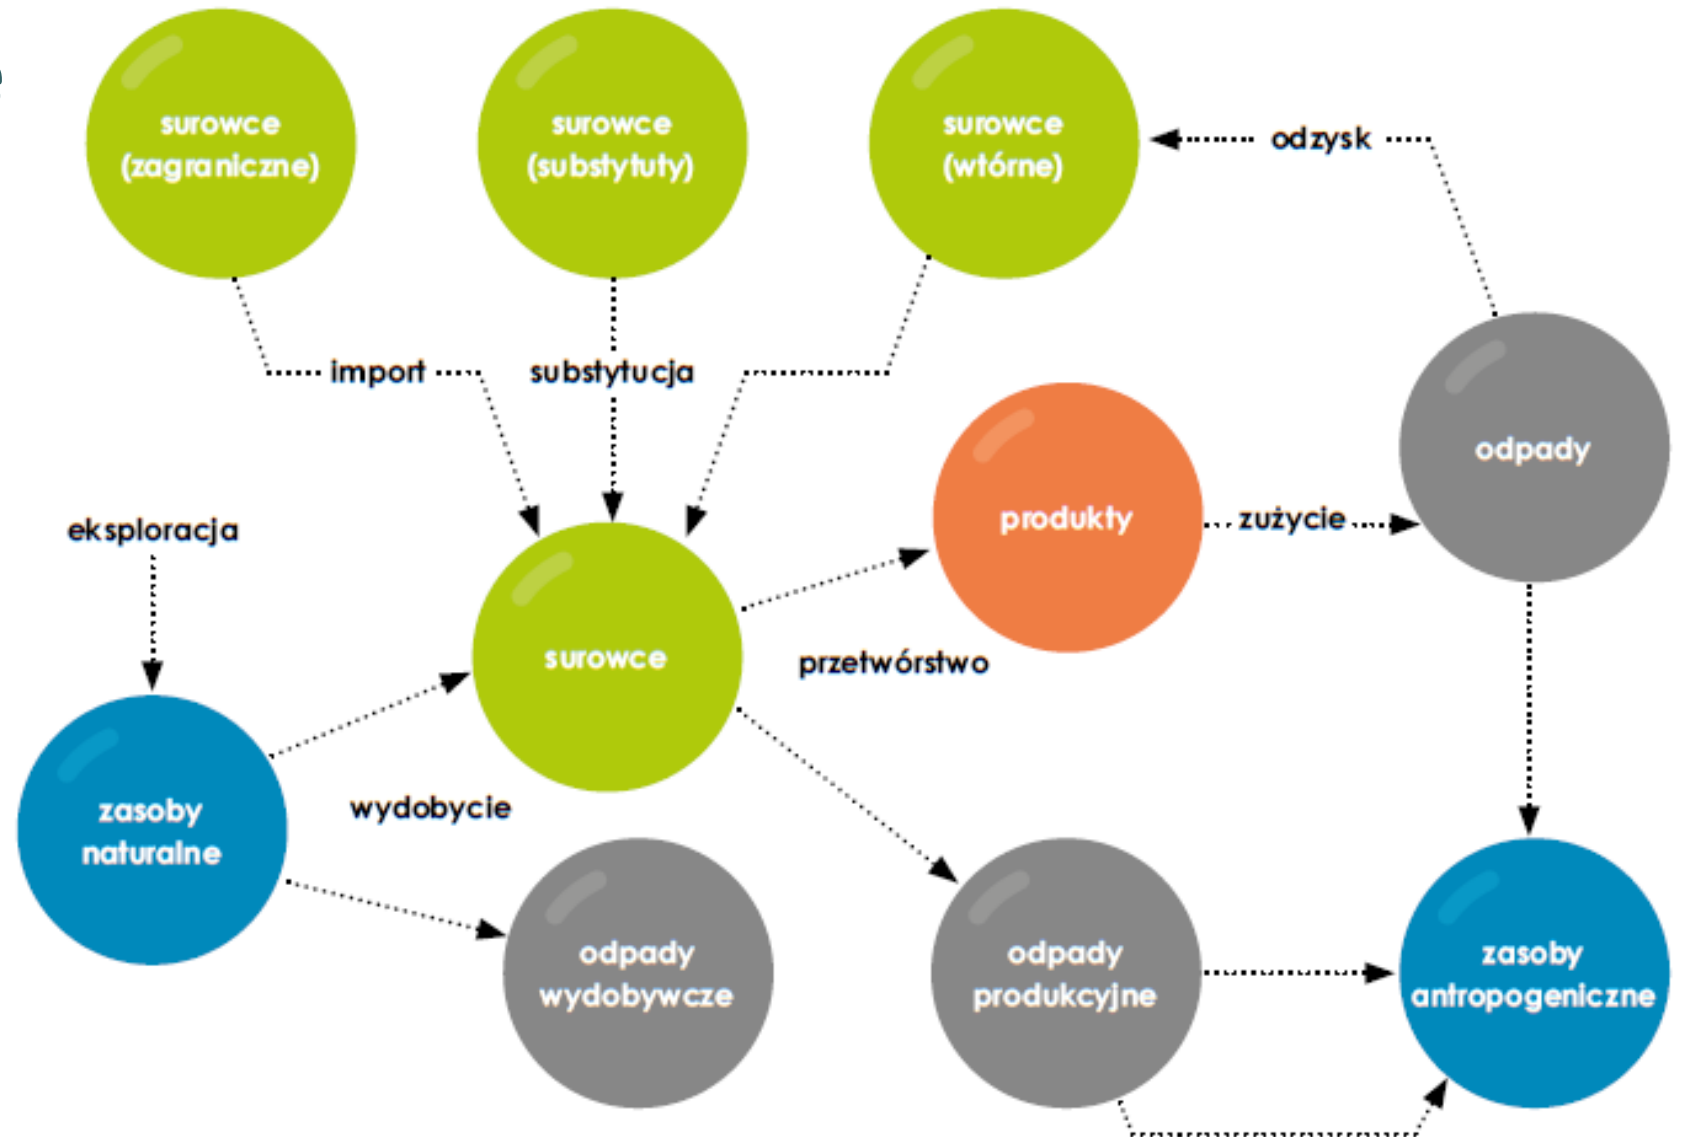 surowce
(zagraniczne)
surowce
(substytuty)
surowce
(wtórne)
odzysk
import
substytucja
odpady
produkty
zużycie
eksploracja
surowce
przetwórstwo
zasoby
naturalne
wydobycie
odpady
wydobywcze
odpady
produkcyjne
zasoby
antropogeniczne